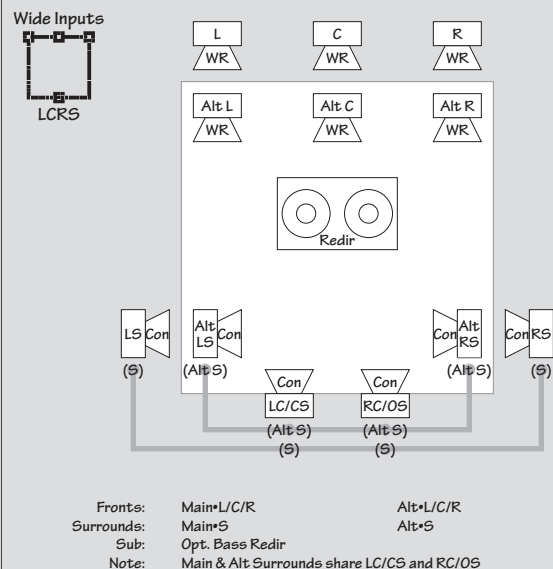 Wide Inputs
LCRS
L C R
WR WR WR
Alt L Alt C Alt R
WR WR WR
Redir
LS Con Alt LS Con Con Alt RS Con RS
(S) (Alt S) (Alt S) (S)
Con Con
LC/CS RC/OS
(Alt S) (Alt S)
(S) (S)
Fronts: Main•L/C/R Alt•L/C/R
Surrounds: Main•S Alt•S
Sub: Opt. Bass Redir
Note: Main & Alt Surrounds share LC/CS and RC/OS